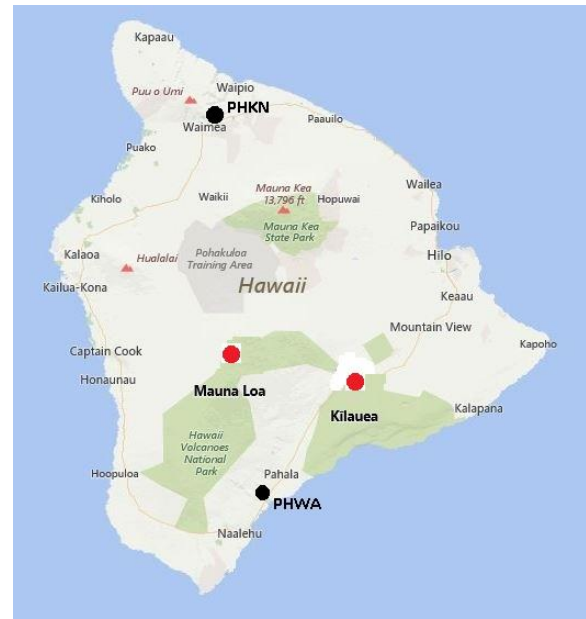 Kapaau
Puu o Umi
Waipio
PHKN
Waimea
Paauilo
Puako
Kiholo
Waikii
Mauna Kea
13,796 ft
Hopuwai
Wailea
Mauna Kea
State Park
Papaikou
Kalaoa
Hualalai
Pohakuloa
Training Area
Hilo
Kailua-Kona
Hawaii
Keaau
Mountain View
Captain Cook
Kapoho
Honaunau
Mauna Loa
Kilauea
Kalapana
Hawaii
Volcanoes
National
Park
Hoopuloa
Pahala
PHWA
Naalehu